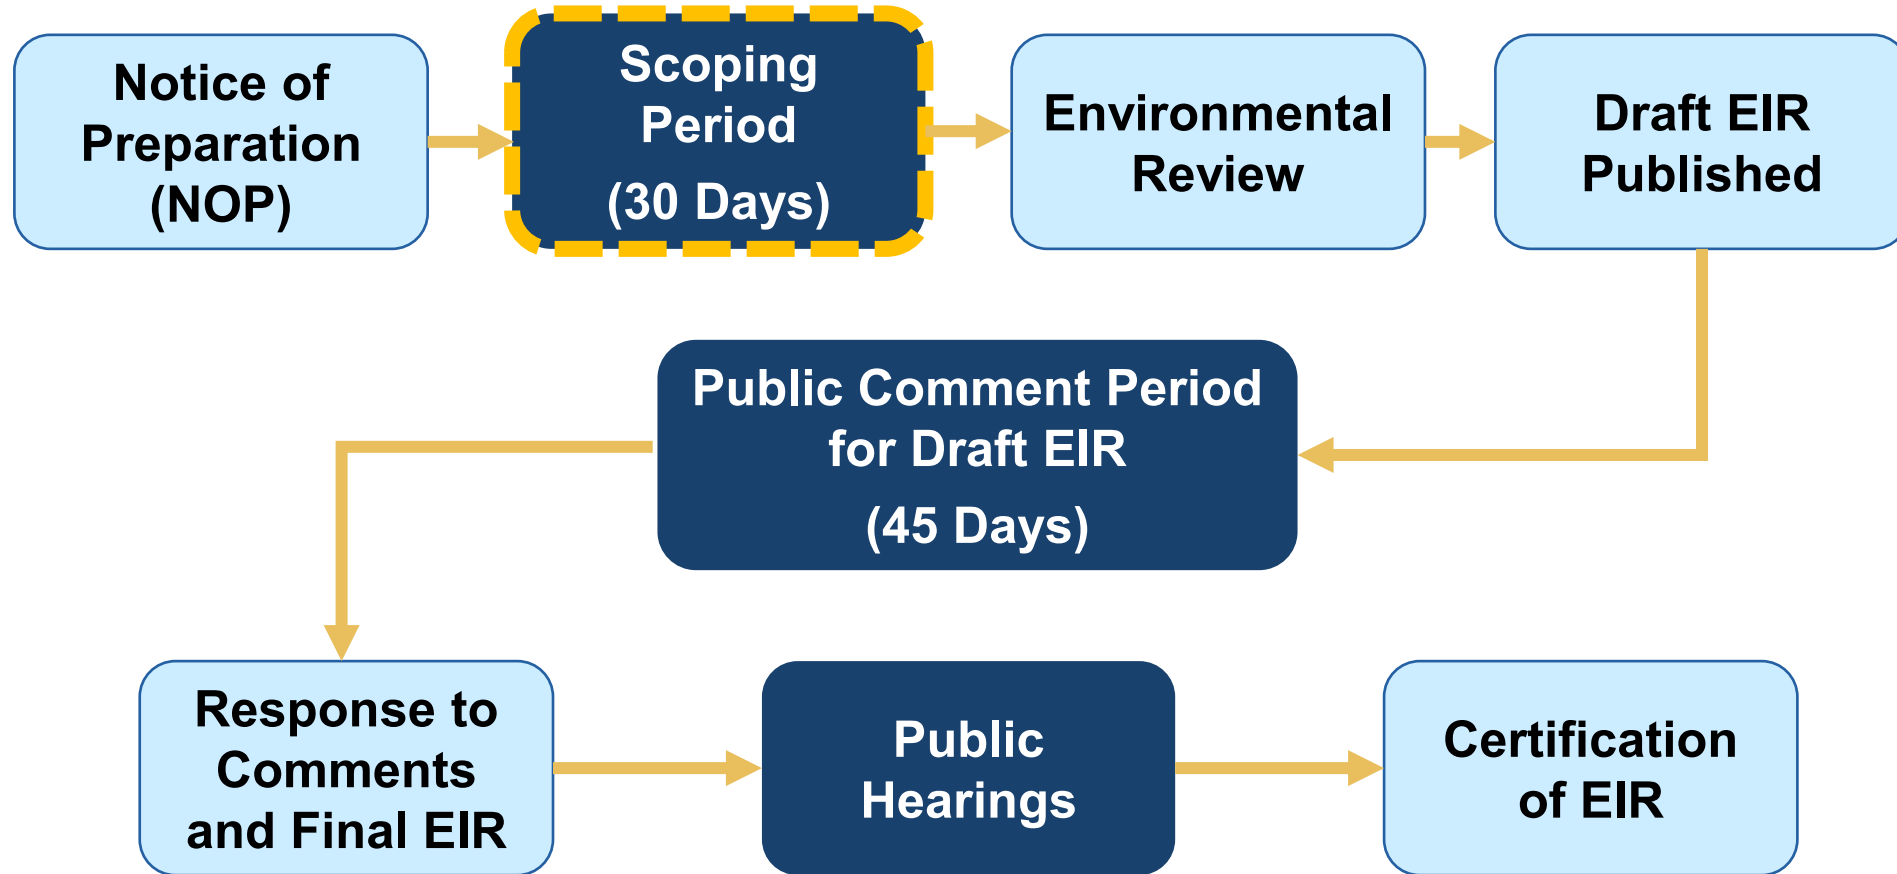 Notice of
Preparation
(NOP)
Scoping
Period
(30 Days)
Environmental
Review
Draft EIR
Published
Public Comment Period
for Draft EIR
(45 Days)
Response to
Comments
and Final EIR
Public
Hearings
Certification
of EIR